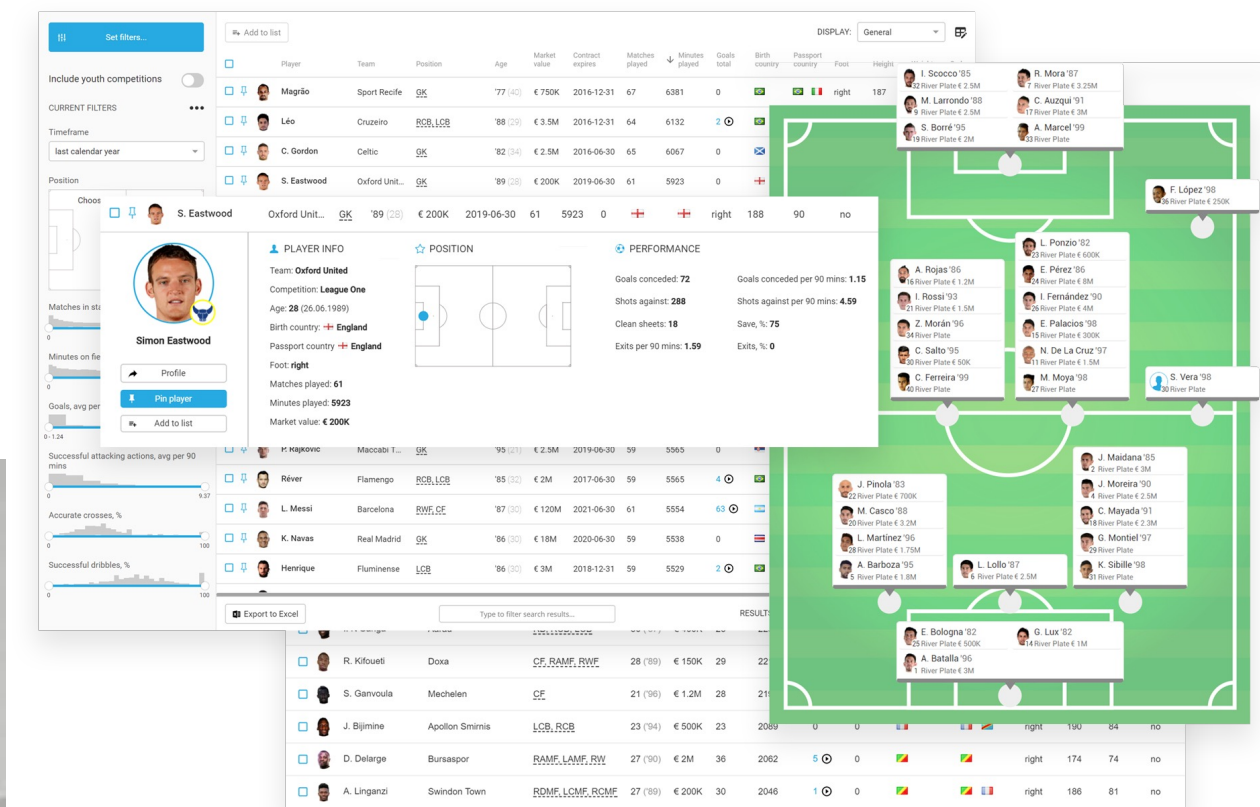 Set filters...
Include youth competitions
CURRENT FILTERS
Timeframe
last calendar year
Position
Choos
Matches in sta
0
Minutes on fie
0
Goals, avg per
0 - 1.24
Successful attacking actions, avg per 90
mins
0 9.37
Accurate crosses, %
0 100
Successful dribbles, %
0 100
Add to list
DISPLAY: General
Player Team Position Age Market value Contract expires Matches played Minutes played Goals total Birth country Passport country Foot Height
Magrão Sport Recife GK '77 (40) € 750K 2016-12-31 67 6381 0 right 187
Léo Cruzeiro RCB, LCB '88 (29) € 3.5M 2016-12-31 64 6132 2
C. Gordon Celtic GK '82 (34) € 2.5M 2016-06-30 65 6067 0
S. Eastwood Oxford Unit... GK '89 (28) € 200K 2019-06-30 61 5923 0
S. Eastwood Oxford Unit... GK '89 (28) € 200K 2019-06-30 61 5923 0 right 188 90 no
Simon Eastwood
Profile
Pin player
Add to list
PLAYER INFO
Team: Oxford United
Competition: League One
Age: 28 (26.06.1989)
Birth country: England
Passport country England
Foot: right
Matches played: 61
Minutes played: 5923
Market value: € 200K
POSITION
PERFORMANCE
Goals conceded: 72
Shots against: 288
Clean sheets: 18
Exits per 90 mins: 1.59
Goals conceded per 90 mins: 1.15
Shots against per 90 mins: 4.59
Save, %: 75
Exits, %: 0
P. Rajkovic Maccabi T... GK '95 (21) € 2.5M 2019-06-30 59 5565 0
Réver Flamengo RCB, LCB '85 (32) € 2M 2017-06-30 59 5565 4
L. Messi Barcelona RWF, CF '87 (30) € 120M 2021-06-30 61 5554 63
K. Navas Real Madrid GK '86 (30) € 18M 2020-06-30 59 5538 0
Henrique Fluminense LCB '86 (30) € 3M 2018-12-31 59 5529 2
Export to Excel
Type to filter search results...
RESULT
R. Kifoueti Doxa CF, RAMF, RWF 28 ('89) € 150K 29 22
S. Ganvoula Mechelen CF 21 ('96) € 1.2M 28
J. Bijimine Apollon Smirnis LCB, RCB 23 ('94) € 500K 23 2089 0 0 right 190 84 no
D. Delarge Bursaspor RAMF, LAMF, RW 27 ('90) € 2M 36 2062 5 0 right 174 74 no
A. Linganzi Swindon Town RDMF, LCMF, RCMF 27 ('89) € 200K 30 2046 1 0 right 186 81 no
I. Scocco '85
32 River Plate € 2.5M
M. Larrondo '88
9 River Plate € 2.5M
S. Borré '95
19 River Plate € 2M
R. Mora '87
7 River Plate € 3.25M
C. Auzqui '91
17 River Plate € 3M
A. Marcel '99
33 River Plate
F. López '98
36 River Plate € 250K
A. Rojas '86
16 River Plate € 1.2M
I. Rossi '93
21 River Plate € 1.5M
Z. Morán '96
34 River Plate
C. Salto '95
30 River Plate € 50K
C. Ferreira '99
40 River Plate
L. Ponzio '82
23 River Plate € 600K
E. Pérez '86
24 River Plate € 8M
I. Fernández '90
26 River Plate € 4M
E. Palacios '98
15 River Plate € 300K
N. De La Cruz '97
11 River Plate € 1.5M
M. Moya '98
27 River Plate
S. Vera '98
30 River Plate
J. Pinola '83
22 River Plate € 700K
M. Casco '88
20 River Plate € 3.2M
L. Martínez '96
28 River Plate € 1.75M
A. Barboza '95
5 River Plate € 1.8M
L. Lollo '87
6 River Plate € 2.5M
J. Maidana '85
2 River Plate € 3M
J. Moreira '90
4 River Plate € 2.5M
C. Mayada '91
18 River Plate € 2.3M
G. Montiel '97
29 River Plate
K. Sibille '98
31 River Plate
E. Bologna '82
25 River Plate € 500K
A. Batalla '96
1 River Plate € 3M
G. Lux '82
14 River Plate € 1M